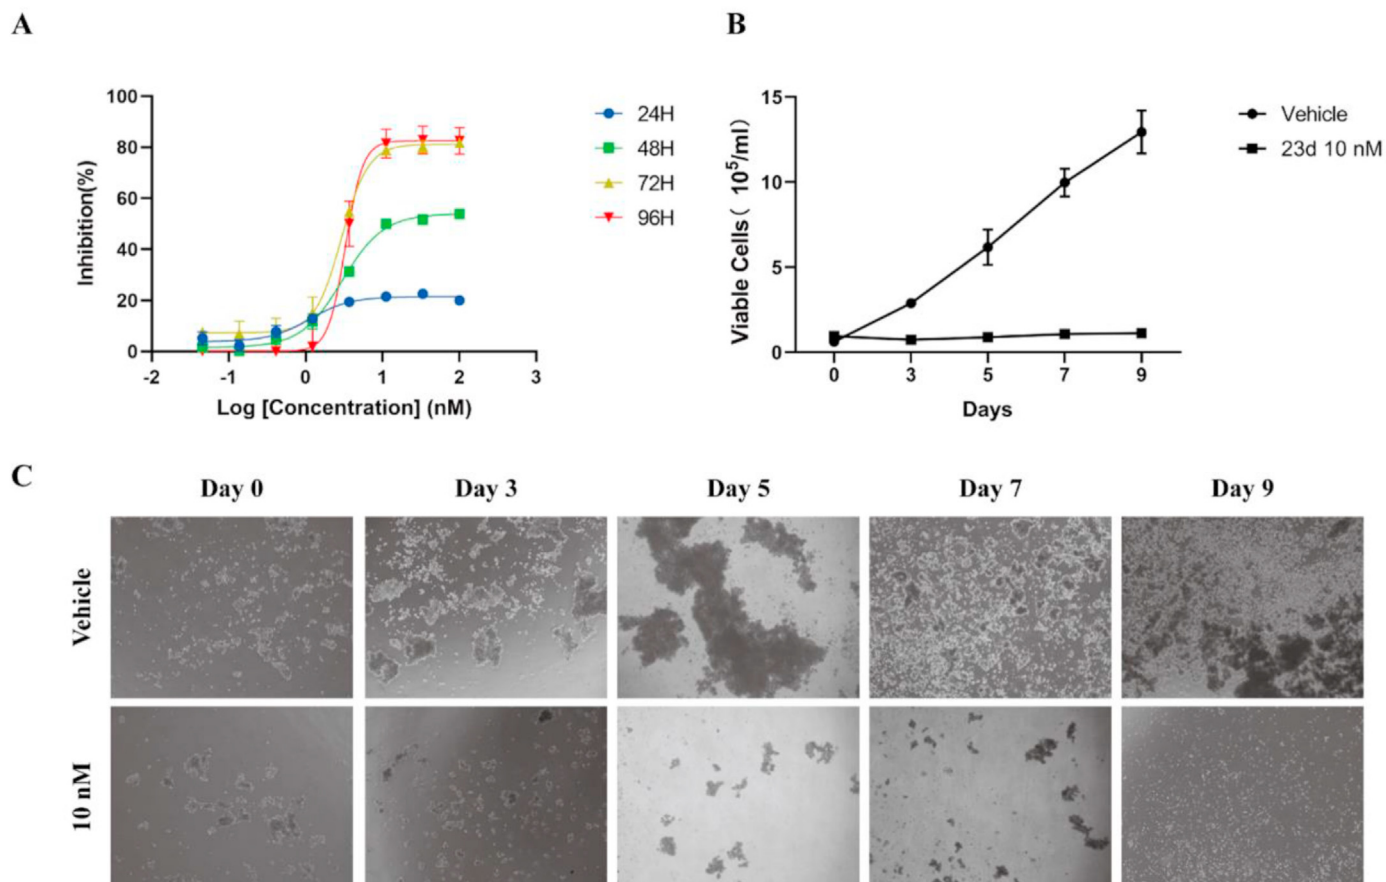 A
B
100
80
60
40
20
0
Inhibition(%)
-2 -1 0 1 2 3
Log [Concentration] (nM)
24H
48H
72H
96H
15
10
5
0
Viable Cells( 10⁵/ml)
0 3 5 7 9
Days
Vehicle
23d 10 nM
C
Day 0 Day 3 Day 5 Day 7 Day 9
Vehicle
10 nM